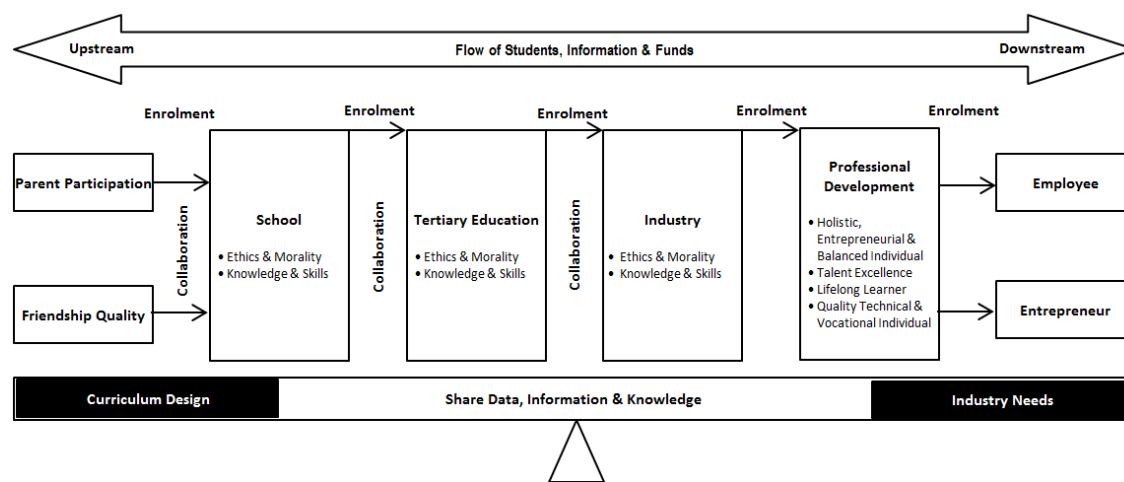 Upstream
Flow of Students, Information & Funds
Downstream
Enrolment
Enrolment
Enrolment
Enrolment
Enrolment
Parent Participation
Friendship Quality
Collaboration
School
• Ethics & Morality
• Knowledge & Skills
Collaboration
Tertiary Education
• Ethics & Morality
• Knowledge & Skills
Collaboration
Industry
• Ethics & Morality
• Knowledge & Skills
Professional
Development
• Holistic,
Entrepreneurial &
Balanced Individual
• Talent Excellence
• Lifelong Learner
• Quality Technical &
Vocational Individual
Employee
Entrepreneur
Curriculum Design
Share Data, Information & Knowledge
Industry Needs